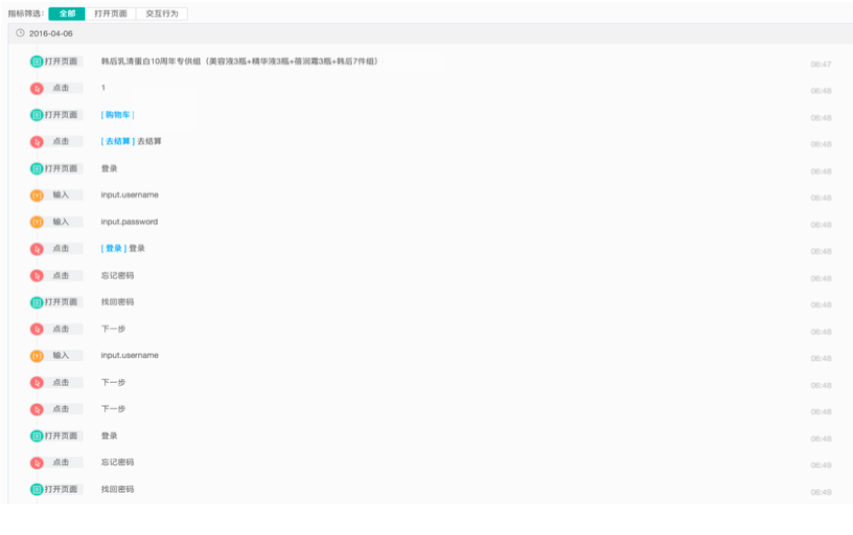 指标筛选: 全部 打开页面 交互行为
2016-04-06
打开页面 韩后乳清蛋白10周年专供组（美容液3瓶+精华液3瓶+蓓润霜3瓶+韩后7件组） 06:47
点击 1 06:48
打开页面 [ 购物车 ] 06:48
点击 [ 去结算 ] 去结算 06:48
打开页面 登录 06:48
输入 input.username 06:48
输入 input.password 06:48
点击 [ 登录 ] 登录 06:48
点击 忘记密码 06:48
打开页面 找回密码 06:48
点击 下一步 06:48
输入 input.username 06:48
点击 下一步 06:48
点击 下一步 06:48
打开页面 登录 06:48
点击 忘记密码 06:49
打开页面 找回密码 06:49